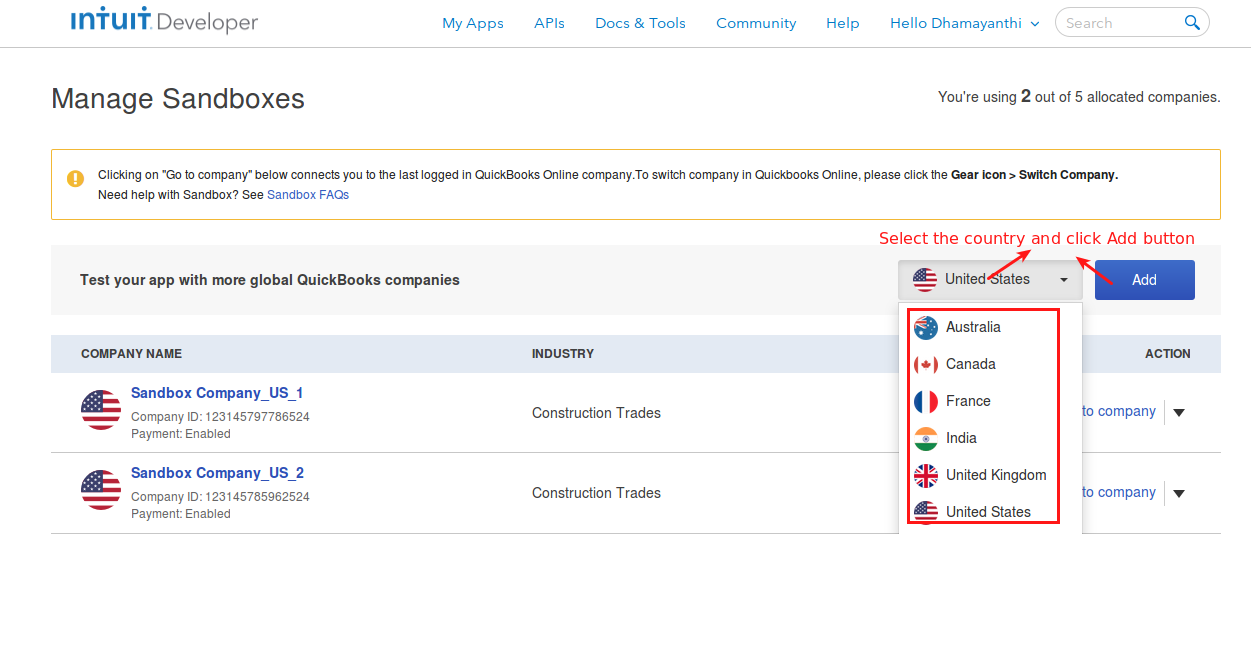 intuit Developer
My Apps APIs Docs & Tools Community Help Hello Dhamayanthi Search
Manage Sandboxes
You're using 2 out of 5 allocated companies.
Clicking on "Go to company" below connects you to the last logged in QuickBooks Online company.To switch company in Quickbooks Online, please click the Gear icon > Switch Company.
Need help with Sandbox? See Sandbox FAQs
Select the country and click Add button
Test your app with more global QuickBooks companies
United States
Add
Australia
Canada
France
India
United Kingdom
United States
COMPANY NAME INDUSTRY ACTION
Sandbox Company_US_1
Company ID: 123145797786524
Payment: Enabled
Construction Trades
to company
Sandbox Company_US_2
Company ID: 123145785962524
Payment: Enabled
Construction Trades
to company